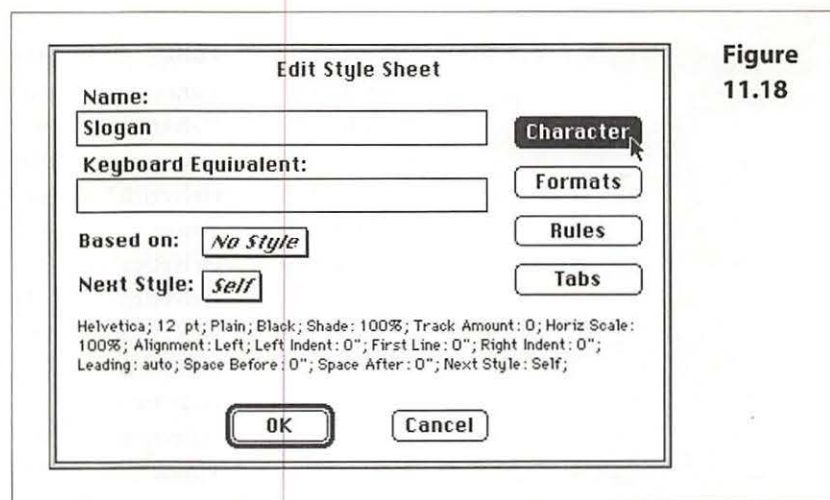 Figure
11.18
Edit Style Sheet
Name:
Slogan
Character
Keyboard Equivalent:
Formats
Based on: No Style
Rules
Next Style: Self
Tabs
Helvetica; 12 pt; Plain; Black; Shade: 100%; Track Amount: 0; Horiz Scale:
100%; Alignment: Left; Left Indent: 0"; First Line: 0"; Right Indent: 0";
Leading: auto; Space Before: 0"; Space After: 0"; Next Style: Self;
OK Cancel